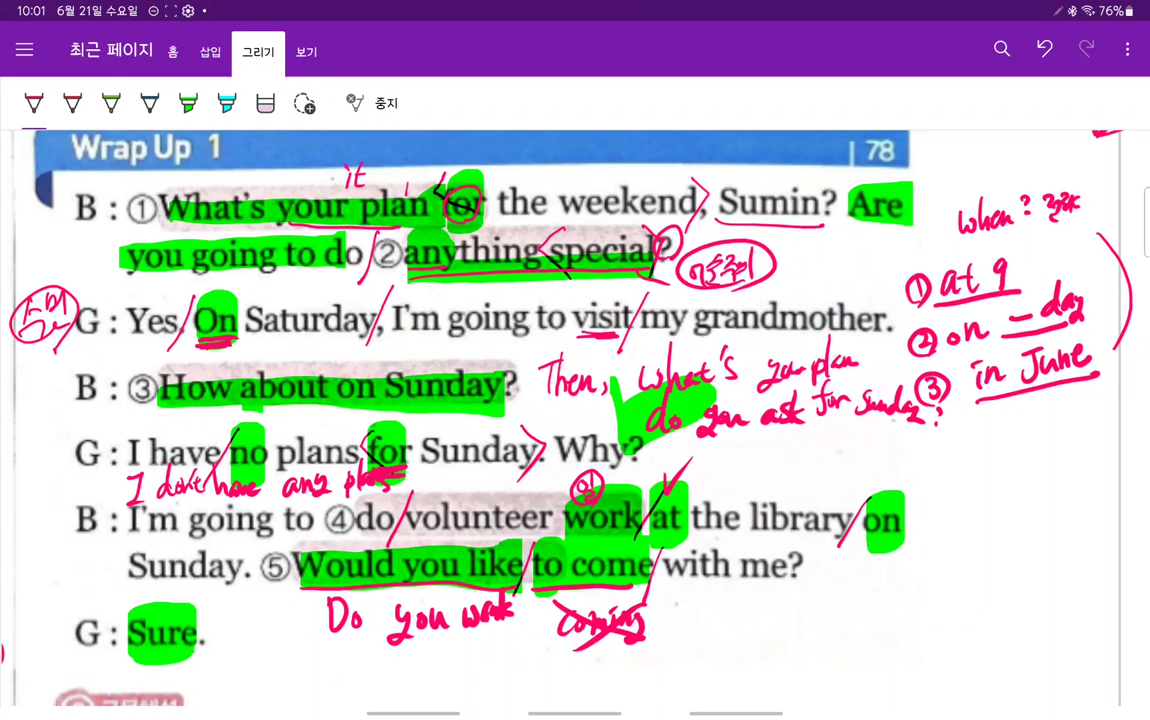 10:01 6월 21일 수요일 76%
최근 페이지 홈 삽입 그리기 보기
중지
Wrap Up 1 | 78
it
B : ①What's your plan for the weekend, Sumin? Are
you going to do ②anything special?
when?
① at 9
② on – day
③ in June
G : Yes, On Saturday, I'm going to visit my grandmother.
B : ③How about on Sunday?
Then, what's your plan
do you ask for Sunday?
G : I have no plans for Sunday. Why?
I don't have any plans
B : I'm going to ④do volunteer work at the library on
Sunday. ⑤Would you like to come with me?
Do you want coming
G : Sure.